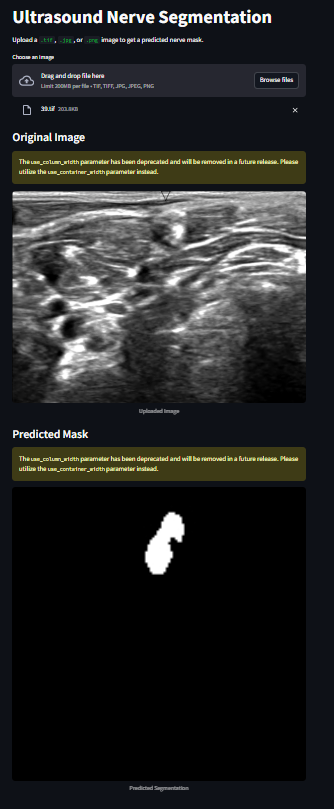 Ultrasound Nerve Segmentation
Upload a .tif, .jpg, or .png image to get a predicted nerve mask.
Choose an image
Drag and drop file here
Limit 200MB per file • TIF, TIFF, JPG, JPEG, PNG
Browse files
39.tif 203.8KB
Original Image
The use_column_width parameter has been deprecated and will be removed in a future release. Please
utilize the use_container_width parameter instead.
Uploaded Image
Predicted Mask
The use_column_width parameter has been deprecated and will be removed in a future release. Please
utilize the use_container_width parameter instead.
Predicted Segmentation